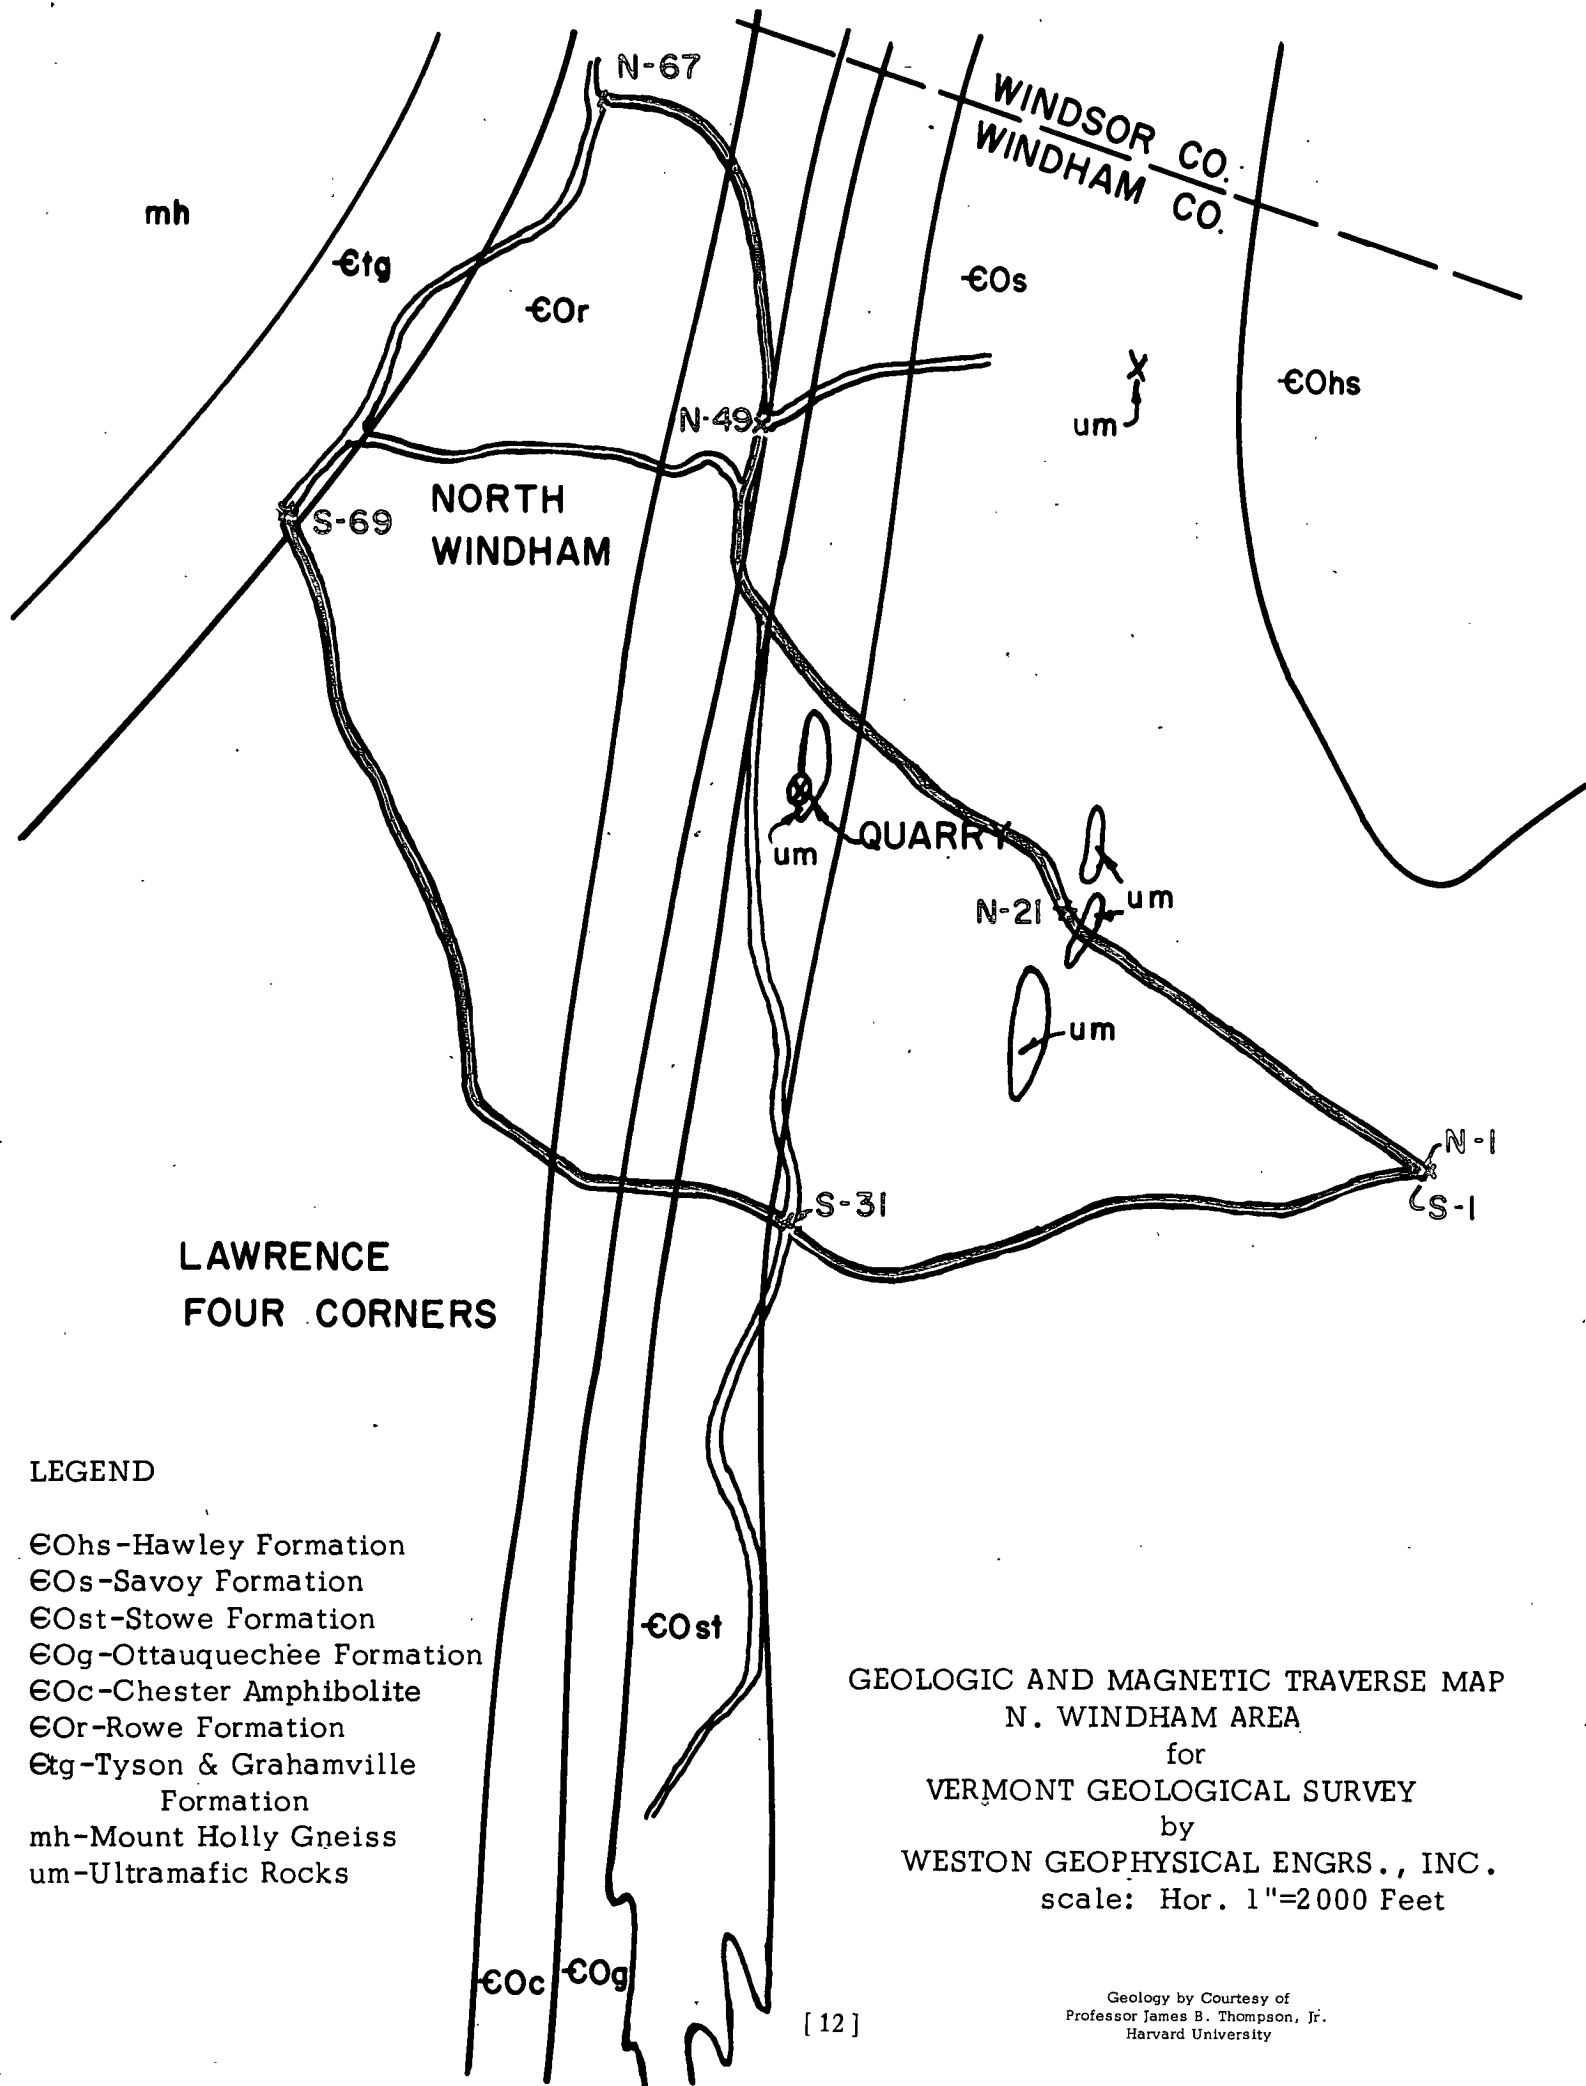 N-67
WINDSOR CO.
WINDHAM CO.
mh
Єtg
ЄOr
ЄOs
ЄOhs
um
N-49
NORTH
WINDHAM
S-69
QUARRY
um
um
N-21
um
N-1
S-1
S-31
LAWRENCE
FOUR CORNERS
LEGEND
ЄOhs-Hawley Formation
ЄOs-Savoy Formation
ЄOst-Stowe Formation
ЄOg-Ottauquechee Formation
ЄOc-Chester Amphibolite
ЄOr-Rowe Formation
Єtg-Tyson & Grahamville
Formation
mh-Mount Holly Gneiss
um-Ultramafic Rocks
ЄOst
GEOLOGIC AND MAGNETIC TRAVERSE MAP
N. WINDHAM AREA
for
VERMONT GEOLOGICAL SURVEY
by
WESTON GEOPHYSICAL ENGRS., INC.
scale: Hor. 1"=2000 Feet
ЄOc
ЄOg
[12]
Geology by Courtesy of
Professor James B. Thompson, Jr.
Harvard University